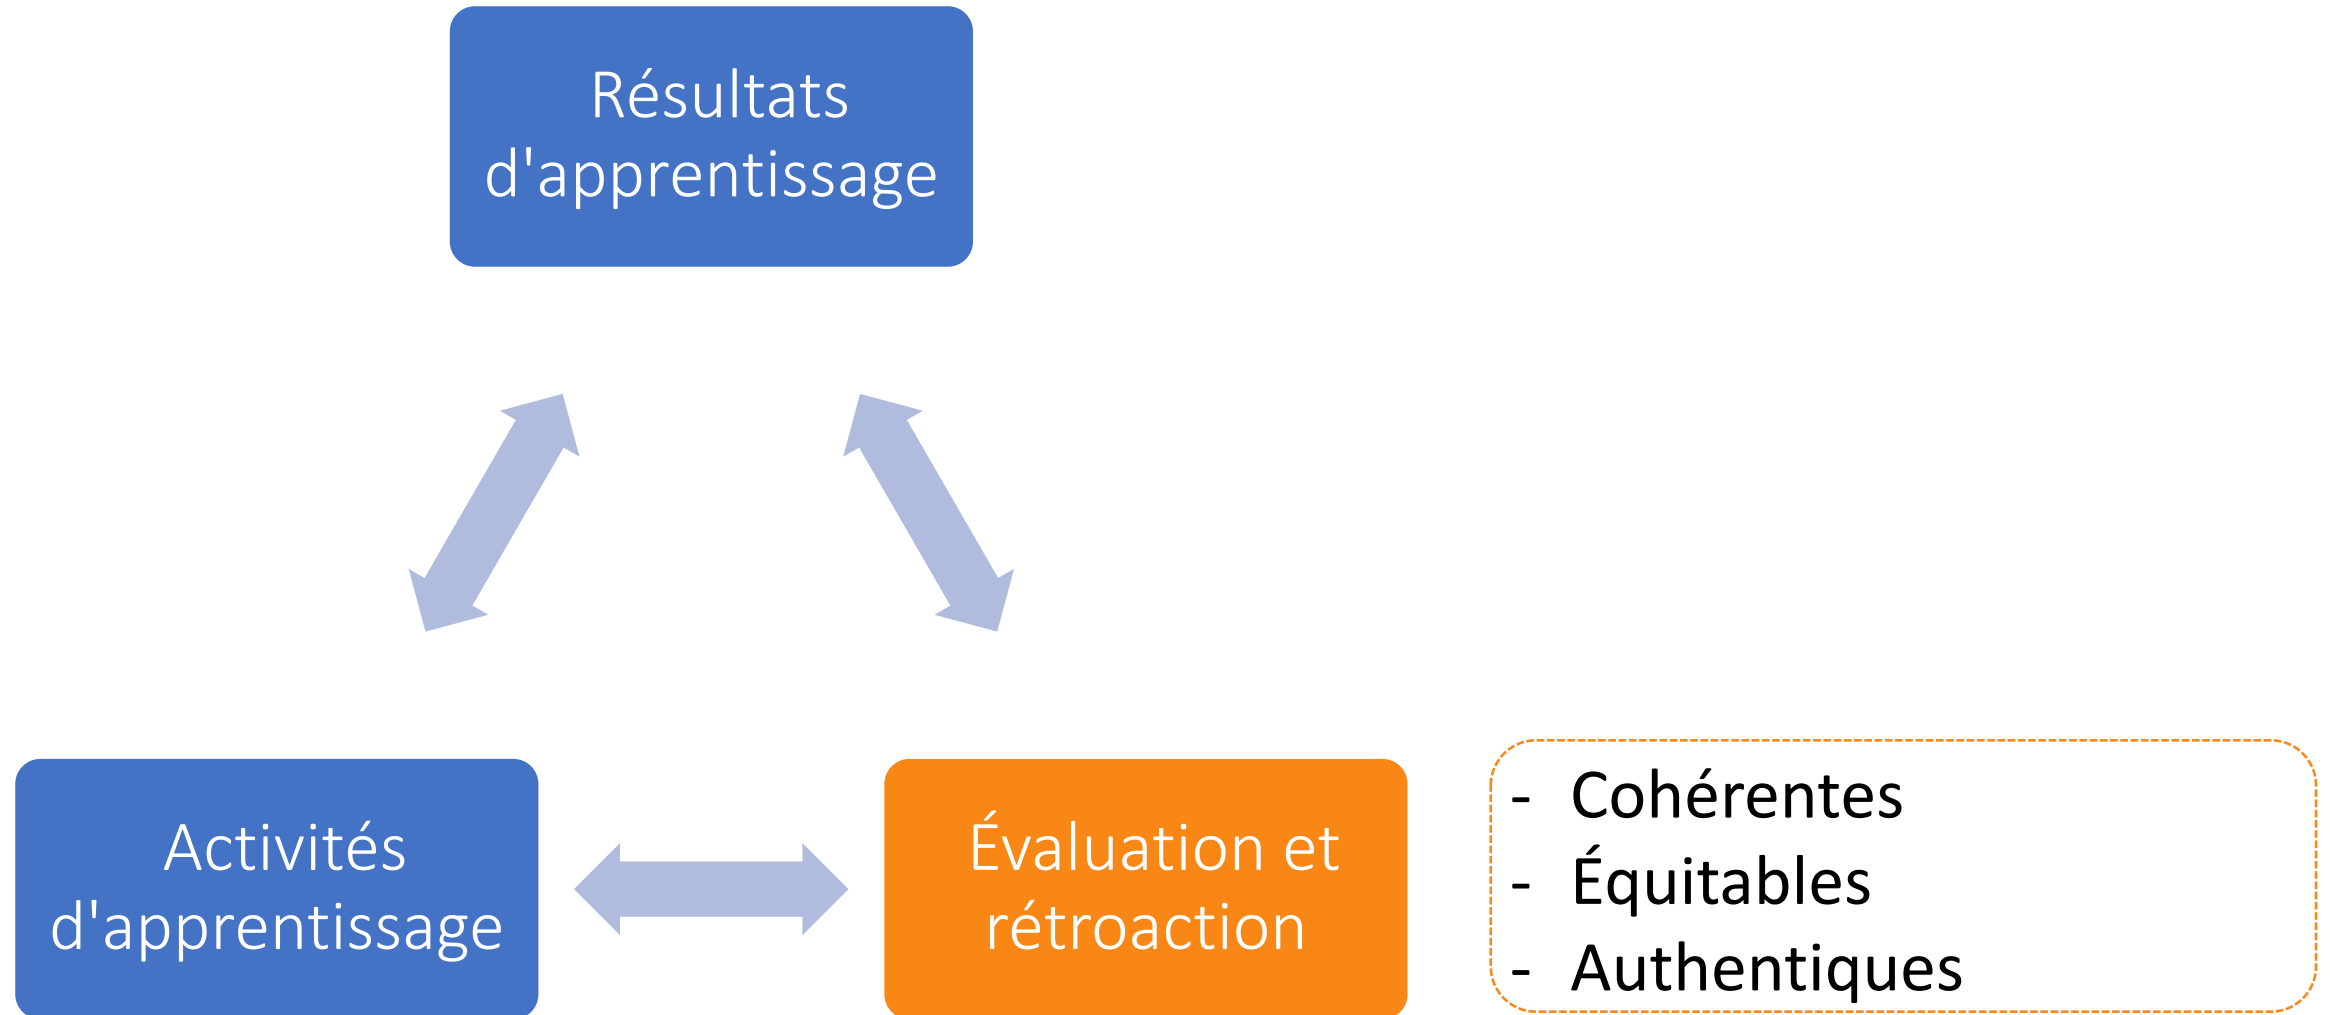 Résultats
d'apprentissage
Activités
d'apprentissage
Évaluation et
rétroaction
- Cohérentes
- Équitables
- Authentiques